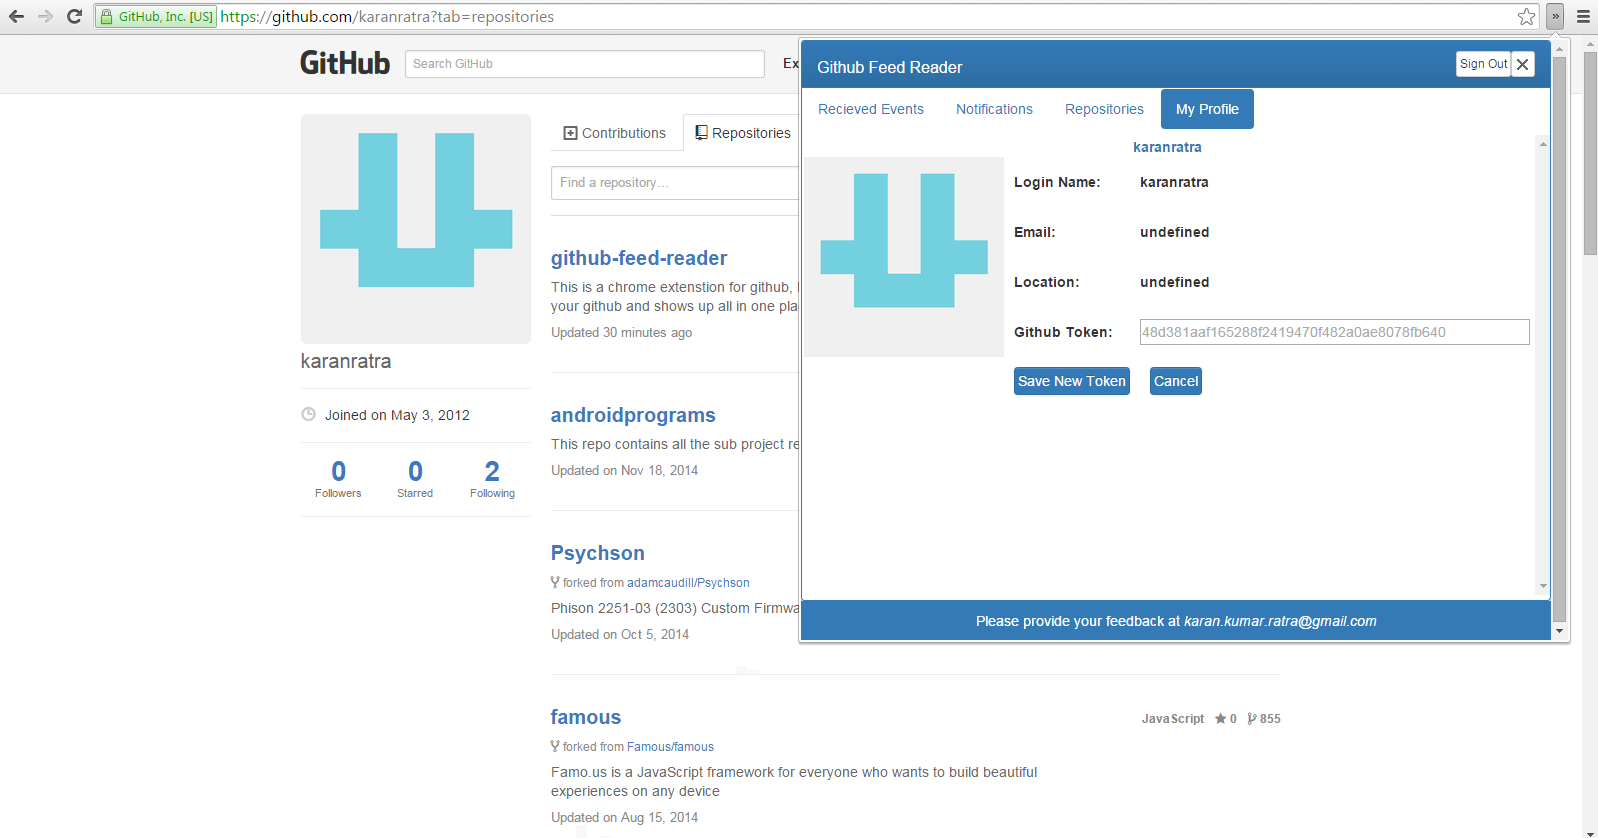 GitHub, Inc. [US] https://github.com/karanratra?tab=repositories
»
GitHub
Search GitHub
Ex
Contributions
Repositories
Find a repository…
github-feed-reader
This is a chrome extenstion for github,
your github and shows up all in one pla
Updated 30 minutes ago
karanratra
Joined on May 3, 2012
0 0 2
Followers Starred Following
androidprograms
This repo contains all the sub project re
Updated on Nov 18, 2014
Psychson
forked from adamcaudill/Psychson
Phison 2251-03 (2303) Custom Firmwa
Updated on Oct 5, 2014
famous
JavaScript 0 855
forked from Famous/famous
Famo.us is a JavaScript framework for everyone who wants to build beautiful
experiences on any device
Updated on Aug 15, 2014
Github Feed Reader
Sign Out
Recieved Events Notifications Repositories My Profile
karanratra
Login Name: karanratra
Email: undefined
Location: undefined
Github Token: 48d381aaf165288f2419470f482a0ae8078fb640
Save New Token Cancel
Please provide your feedback at karan.kumar.ratra@gmail.com